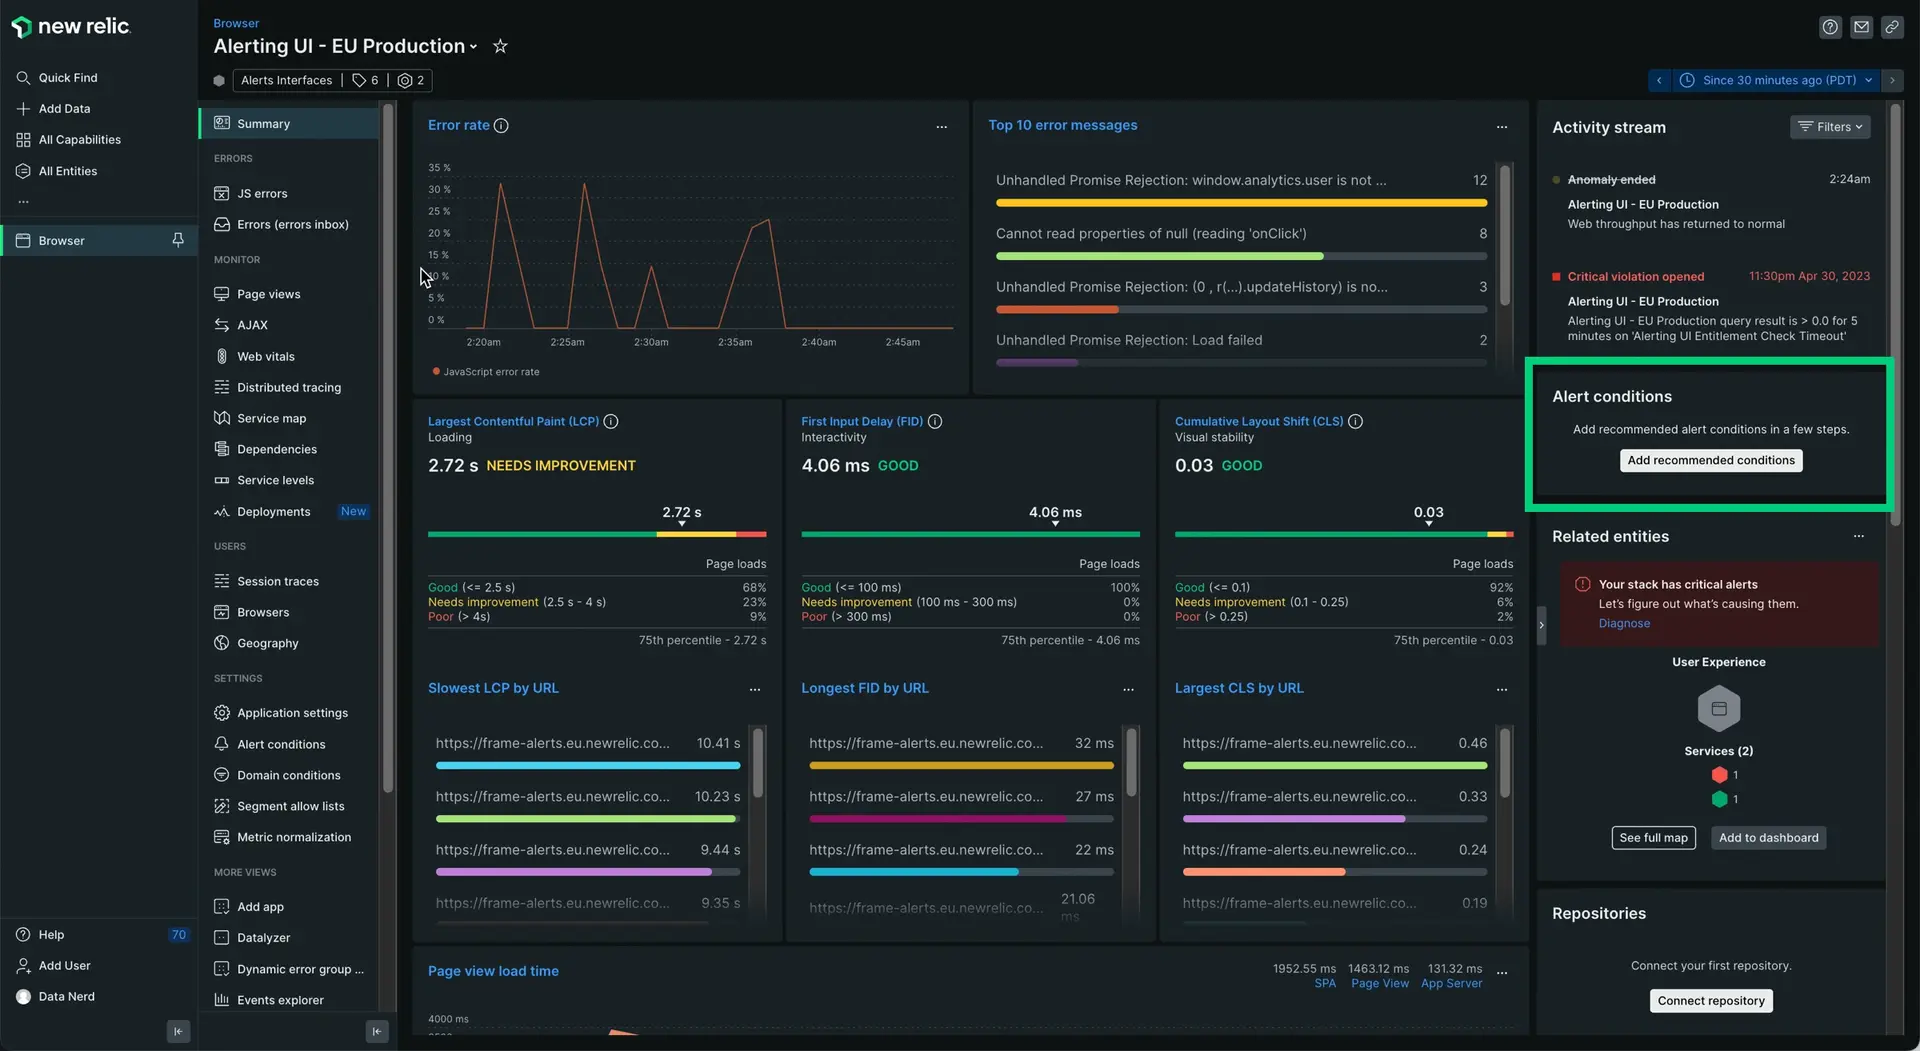 new relic.
Quick Find
Add Data
All Capabilities
All Entities
...
Browser
Help 70
Add User
Data Nerd
Browser
Alerting UI - EU Production
Alerts Interfaces | 6 | 2
Since 30 minutes ago (PDT)
Summary
ERRORS
JS errors
Errors (errors inbox)
MONITOR
Page views
AJAX
Web vitals
Distributed tracing
Service map
Dependencies
Service levels
Deployments New
USERS
Session traces
Browsers
Geography
SETTINGS
Application settings
Alert conditions
Domain conditions
Segment allow lists
Metric normalization
MORE VIEWS
Add app
Datalyzer
Dynamic error group ...
Events explorer
Error rate
...
35 %
30 %
25 %
20 %
15 %
10 %
5 %
0 %
2:20am 2:25am 2:30am 2:35am 2:40am 2:45am
JavaScript error rate
Top 10 error messages
...
Unhandled Promise Rejection: window.analytics.user is not ... 12
Cannot read properties of null (reading 'onClick') 8
Unhandled Promise Rejection: (0 , r(...).updateHistory) is no... 3
Unhandled Promise Rejection: Load failed 2
Largest Contentful Paint (LCP)
Loading
2.72 s NEEDS IMPROVEMENT
2.72 s
Page loads
Good (<= 2.5 s) 68%
Needs improvement (2.5 s - 4 s) 23%
Poor (> 4s) 9%
75th percentile - 2.72 s
First Input Delay (FID)
Interactivity
4.06 ms GOOD
4.06 ms
Page loads
Good (<= 100 ms) 100%
Needs improvement (100 ms - 300 ms) 0%
Poor (> 300 ms) 0%
75th percentile - 4.06 ms
Cumulative Layout Shift (CLS)
Visual stability
0.03 GOOD
0.03
Page loads
Good (<= 0.1) 92%
Needs improvement (0.1 - 0.25) 6%
Poor (> 0.25) 2%
75th percentile - 0.03
Slowest LCP by URL
...
https://frame-alerts.eu.newrelic.co... 10.41 s
https://frame-alerts.eu.newrelic.co... 10.23 s
https://frame-alerts.eu.newrelic.co... 9.44 s
https://frame-alerts.eu.newrelic.co... 9.35 s
Longest FID by URL
...
https://frame-alerts.eu.newrelic.co... 32 ms
https://frame-alerts.eu.newrelic.co... 27 ms
https://frame-alerts.eu.newrelic.co... 22 ms
https://frame-alerts.eu.newrelic.co... 21.06
ms
Largest CLS by URL
...
https://frame-alerts.eu.newrelic.co... 0.46
https://frame-alerts.eu.newrelic.co... 0.33
https://frame-alerts.eu.newrelic.co... 0.24
https://frame-alerts.eu.newrelic.co... 0.19
Page view load time
1952.55 ms 1463.12 ms 131.32 ms
SPA Page View App Server
...
4000 ms
Activity stream
Filters
Anomaly ended 2:24am
Alerting UI - EU Production
Web throughput has returned to normal
Critical violation opened 11:30pm Apr 30, 2023
Alerting UI - EU Production
Alerting UI - EU Production query result is > 0.0 for 5
minutes on 'Alerting UI Entitlement Check Timeout'
Alert conditions
Add recommended alert conditions in a few steps.
Add recommended conditions
Related entities
...
Your stack has critical alerts
Let's figure out what's causing them.
Diagnose
User Experience
Services (2)
1
1
See full map
Add to dashboard
Repositories
Connect your first repository.
Connect repository